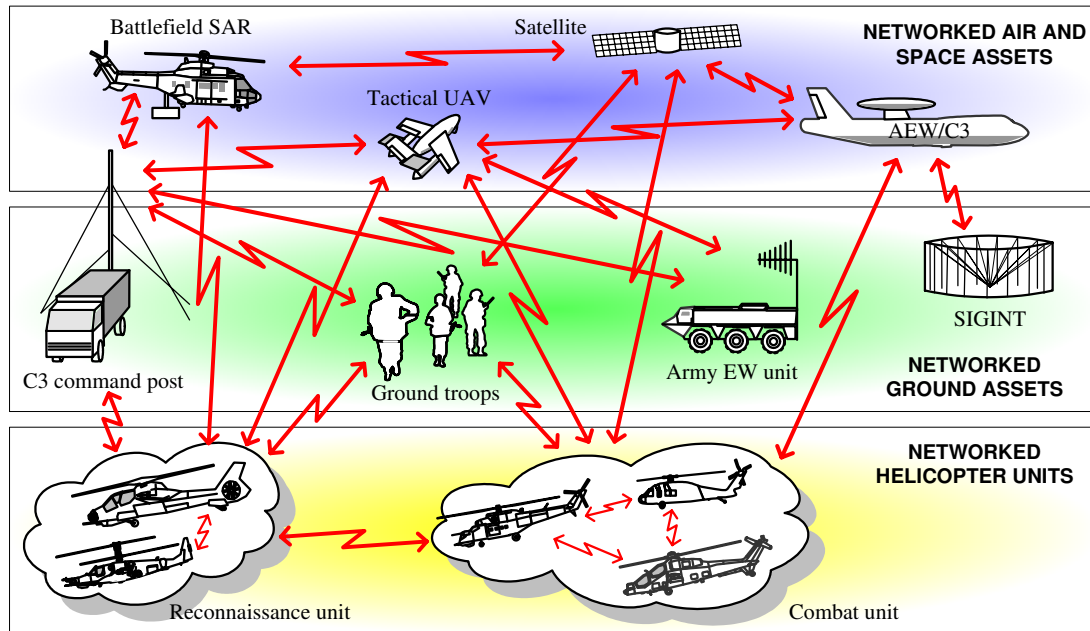 Battlefield SAR
Satellite
NETWORKED AIR AND
SPACE ASSETS
Tactical UAV
AEW/C3
SIGINT
C3 command post
Ground troops
Army EW unit
NETWORKED
GROUND ASSETS
NETWORKED
HELICOPTER UNITS
Reconnaissance unit
Combat unit